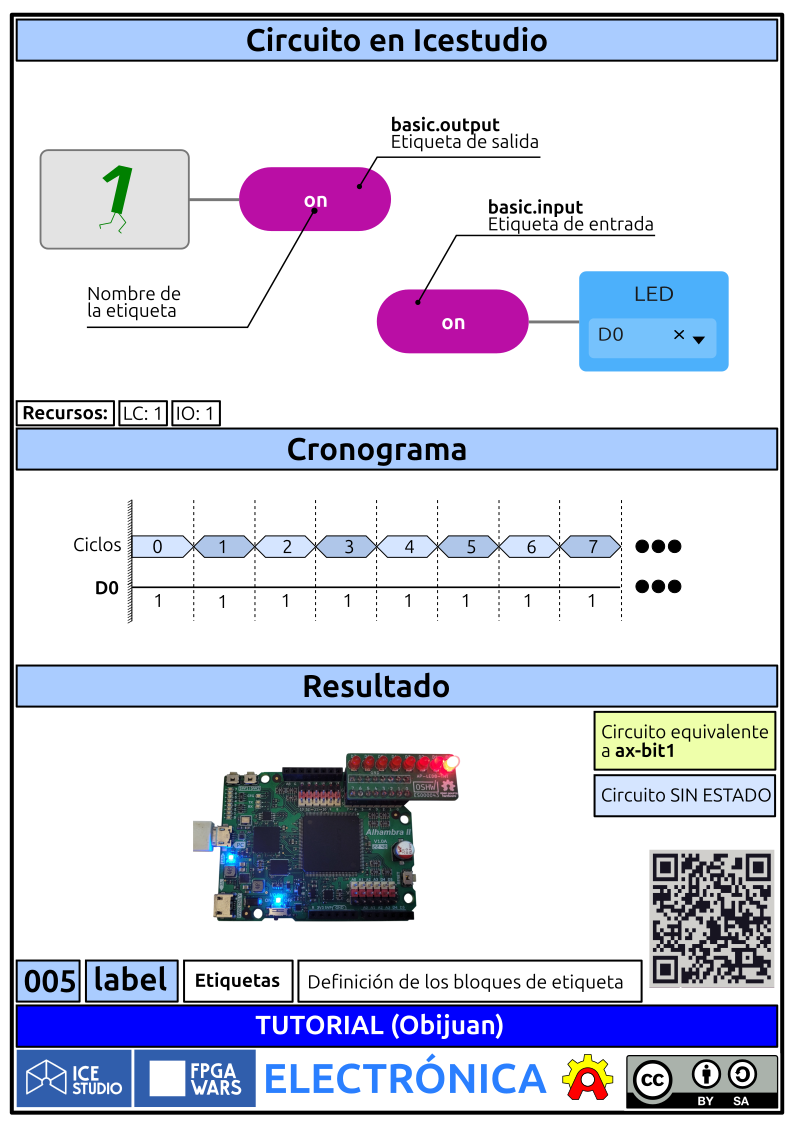 Circuito en Icestudio
basic.output
Etiqueta de salida
1
on
basic.input
Etiqueta de entrada
Nombre de
la etiqueta
on
LED
D0 ×
Recursos: LC: 1 IO: 1
Cronograma
Ciclos 0 1 2 3 4 5 6 7
D0
1 1 1 1 1 1 1 1
Resultado
Circuito equivalente
a ax-bit1
Circuito SIN ESTADO
Alhambra II
005 label Etiquetas Definición de los bloques de etiqueta
TUTORIAL (Obijuan)
ICE
STUDIO
FPGA
WARS
ELECTRÓNICA
A
cc
BY SA